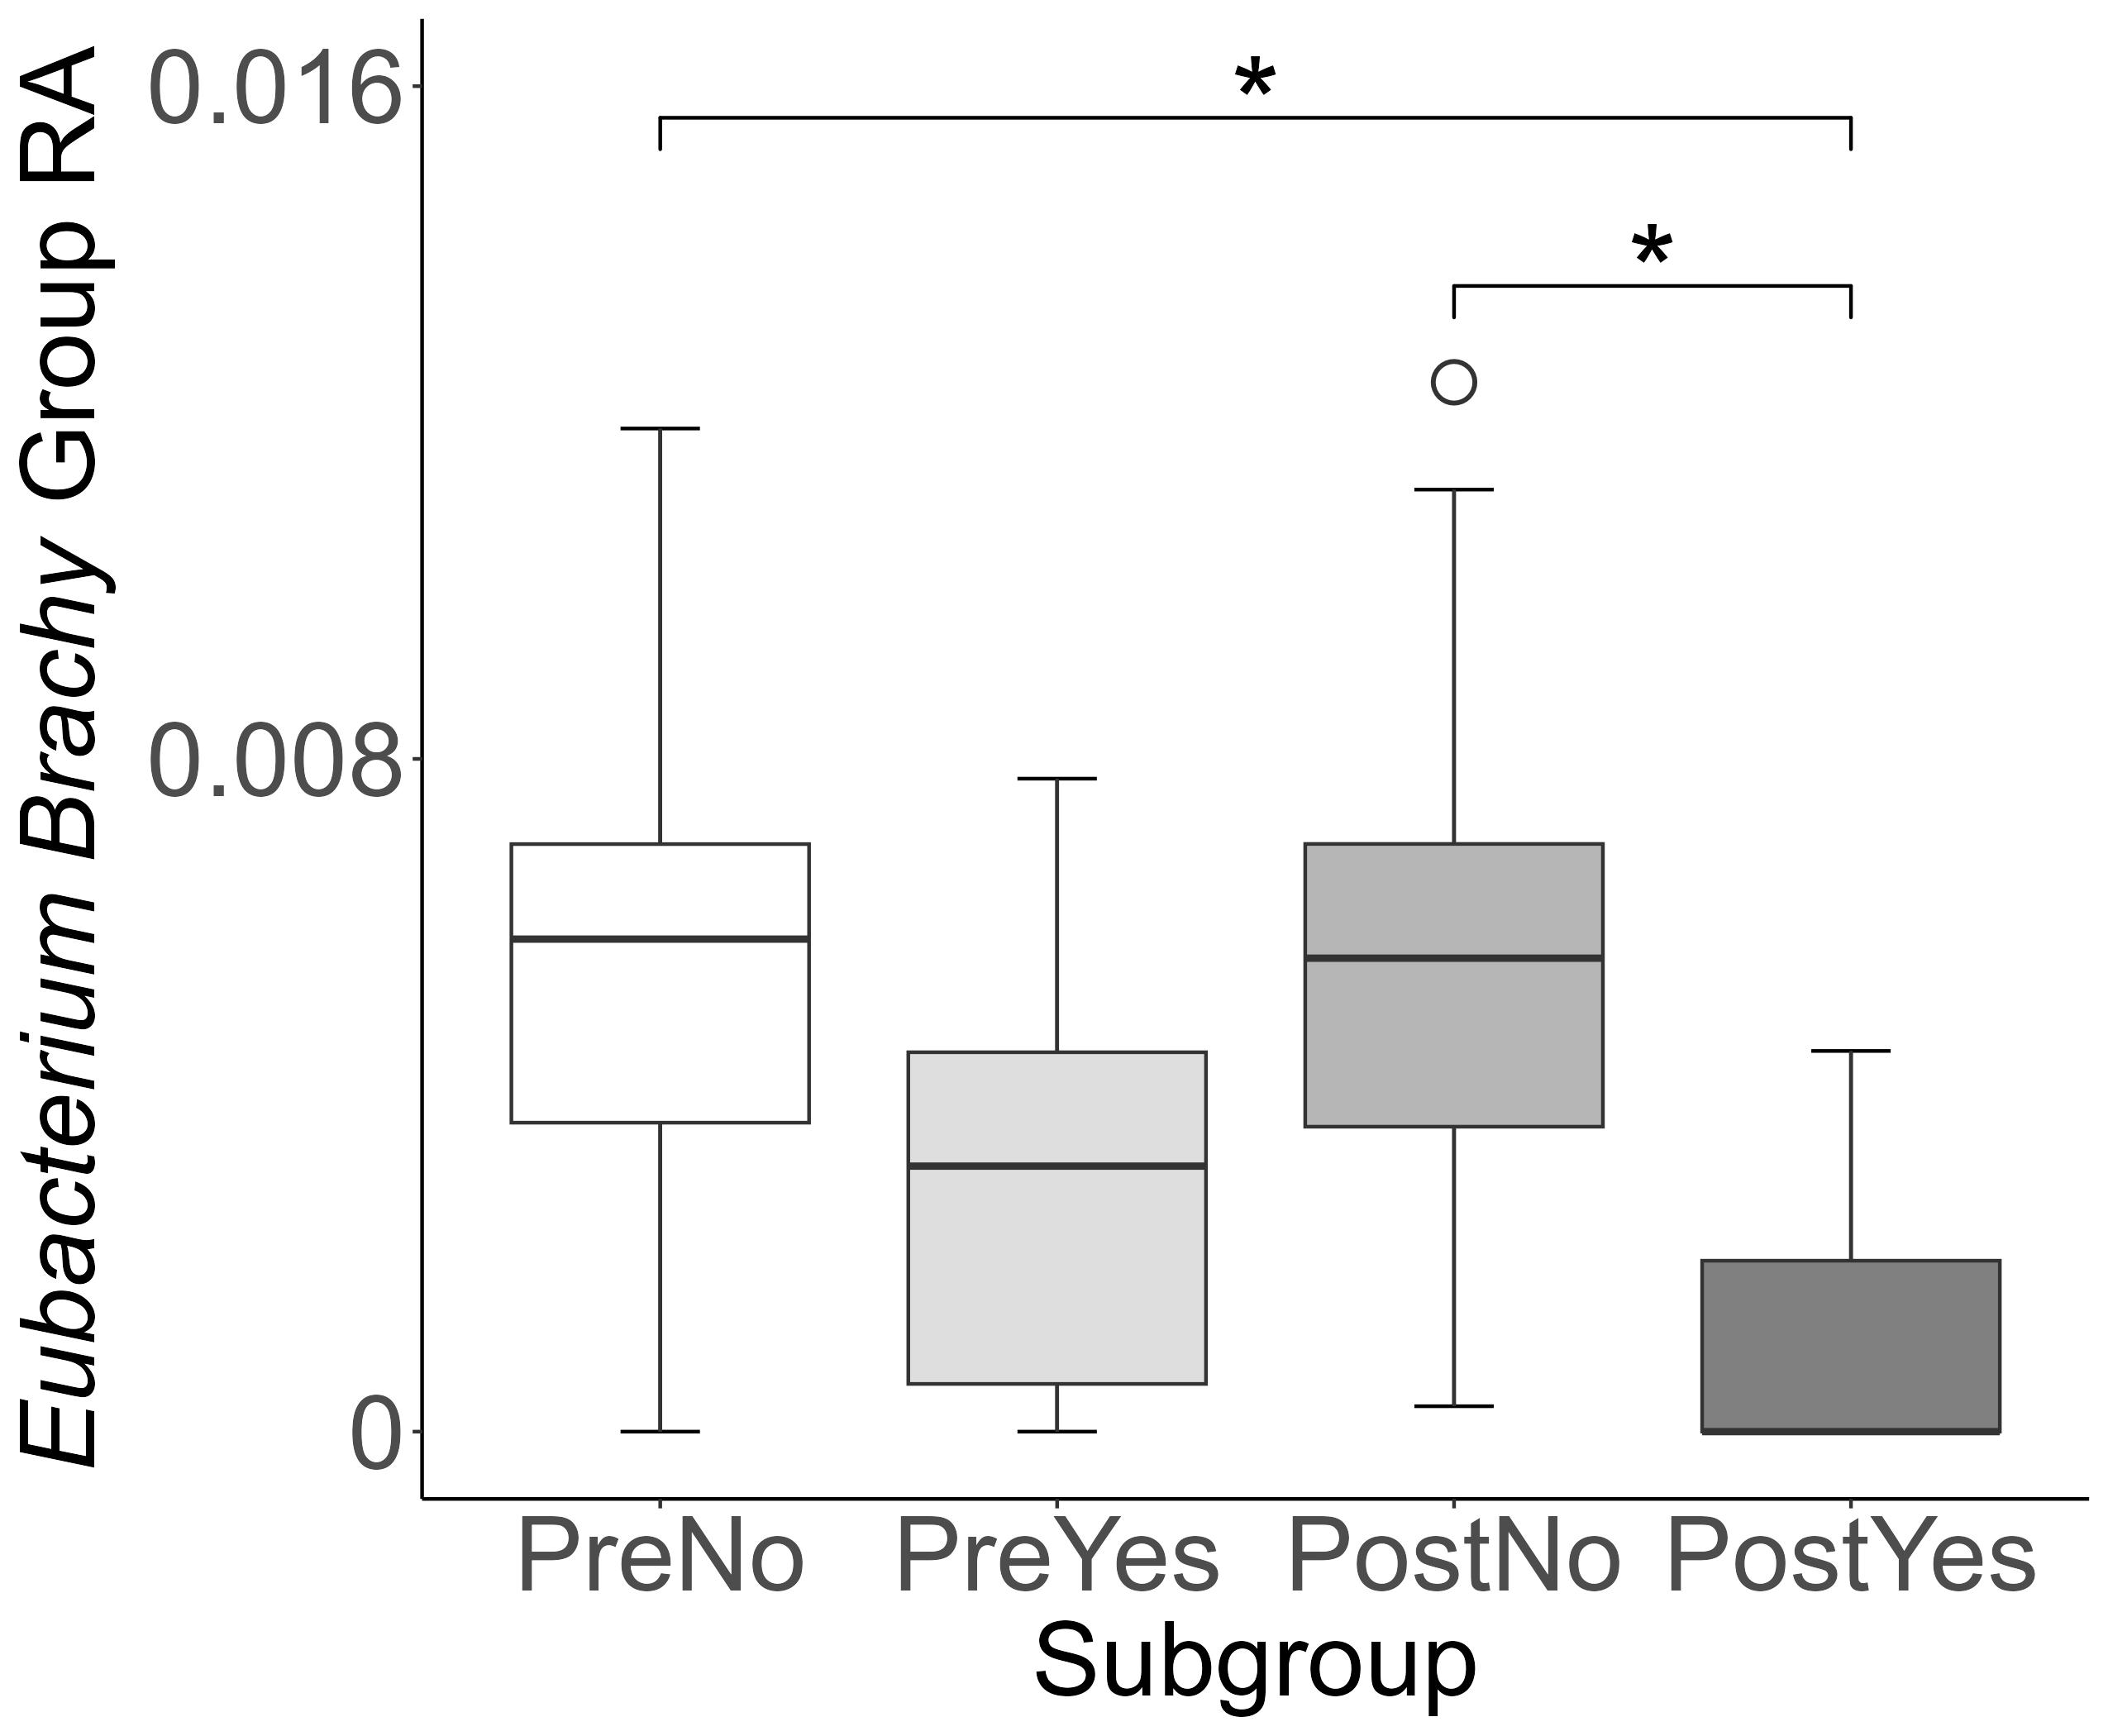 Eubacterium Brachy Group RA
0.016
0.008
0
*
*
PreNo
PreYes
PostNo
PostYes
Subgroup